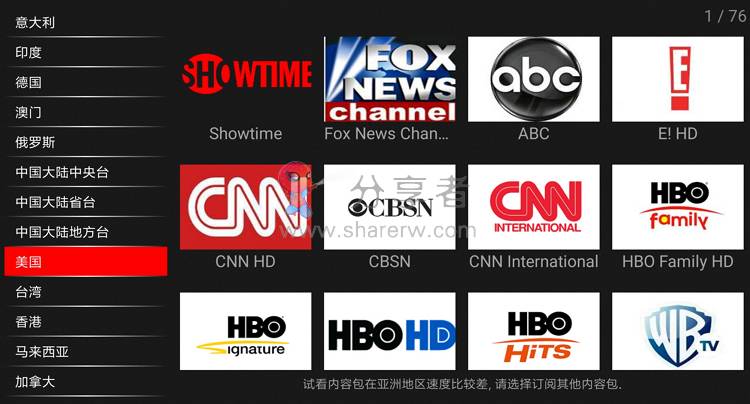 意大利
印度
德国
澳门
俄罗斯
中国大陆中央台
中国大陆省台
中国大陆地方台
美国
台湾
香港
马来西亚
加拿大
1 / 76
SHOWTIME
FOX NEWS channel
abc
E!
Showtime
Fox News Chan...
ABC
E! HD
CNN
CBSN
CNN INTERNATIONAL
HBO family
分享者
www.sharerw.com
CNN HD
CBSN
CNN International
HBO Family HD
HBO signature
HBO HD
HBO HiTS
WB TV
试看内容包在亚洲地区速度比较差, 请选择订阅其他内容包.